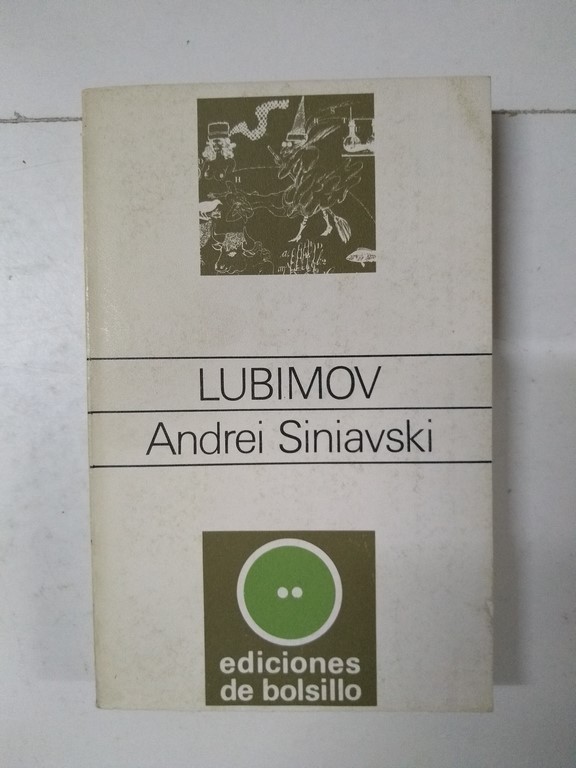 LUBIMOV
Andrei Siniavski
ediciones
de bolsillo